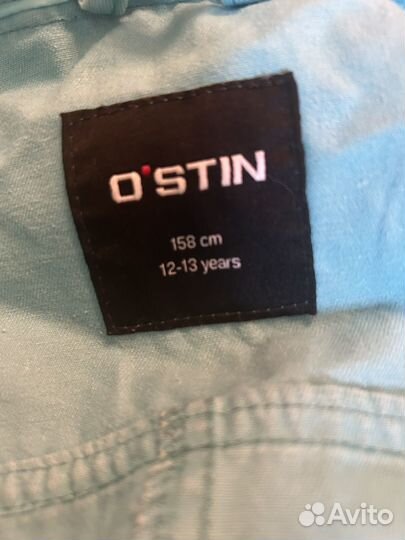 O'STIN
158 cm
12-13 years
Avito